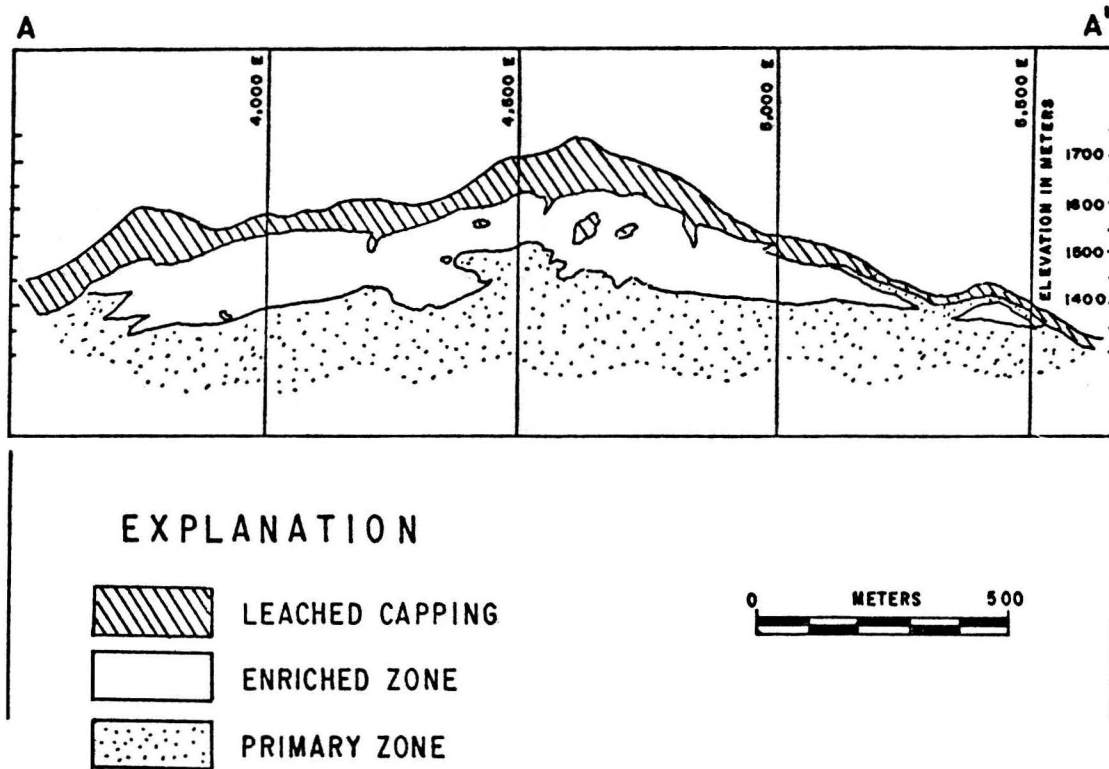 A
A'
4,000 E
4,500 E
5,000 E
5,500 E
ELEVATION IN METERS
1700
1600
1500
1400
EXPLANATION
LEACHED CAPPING
ENRICHED ZONE
PRIMARY ZONE
0 METERS 500